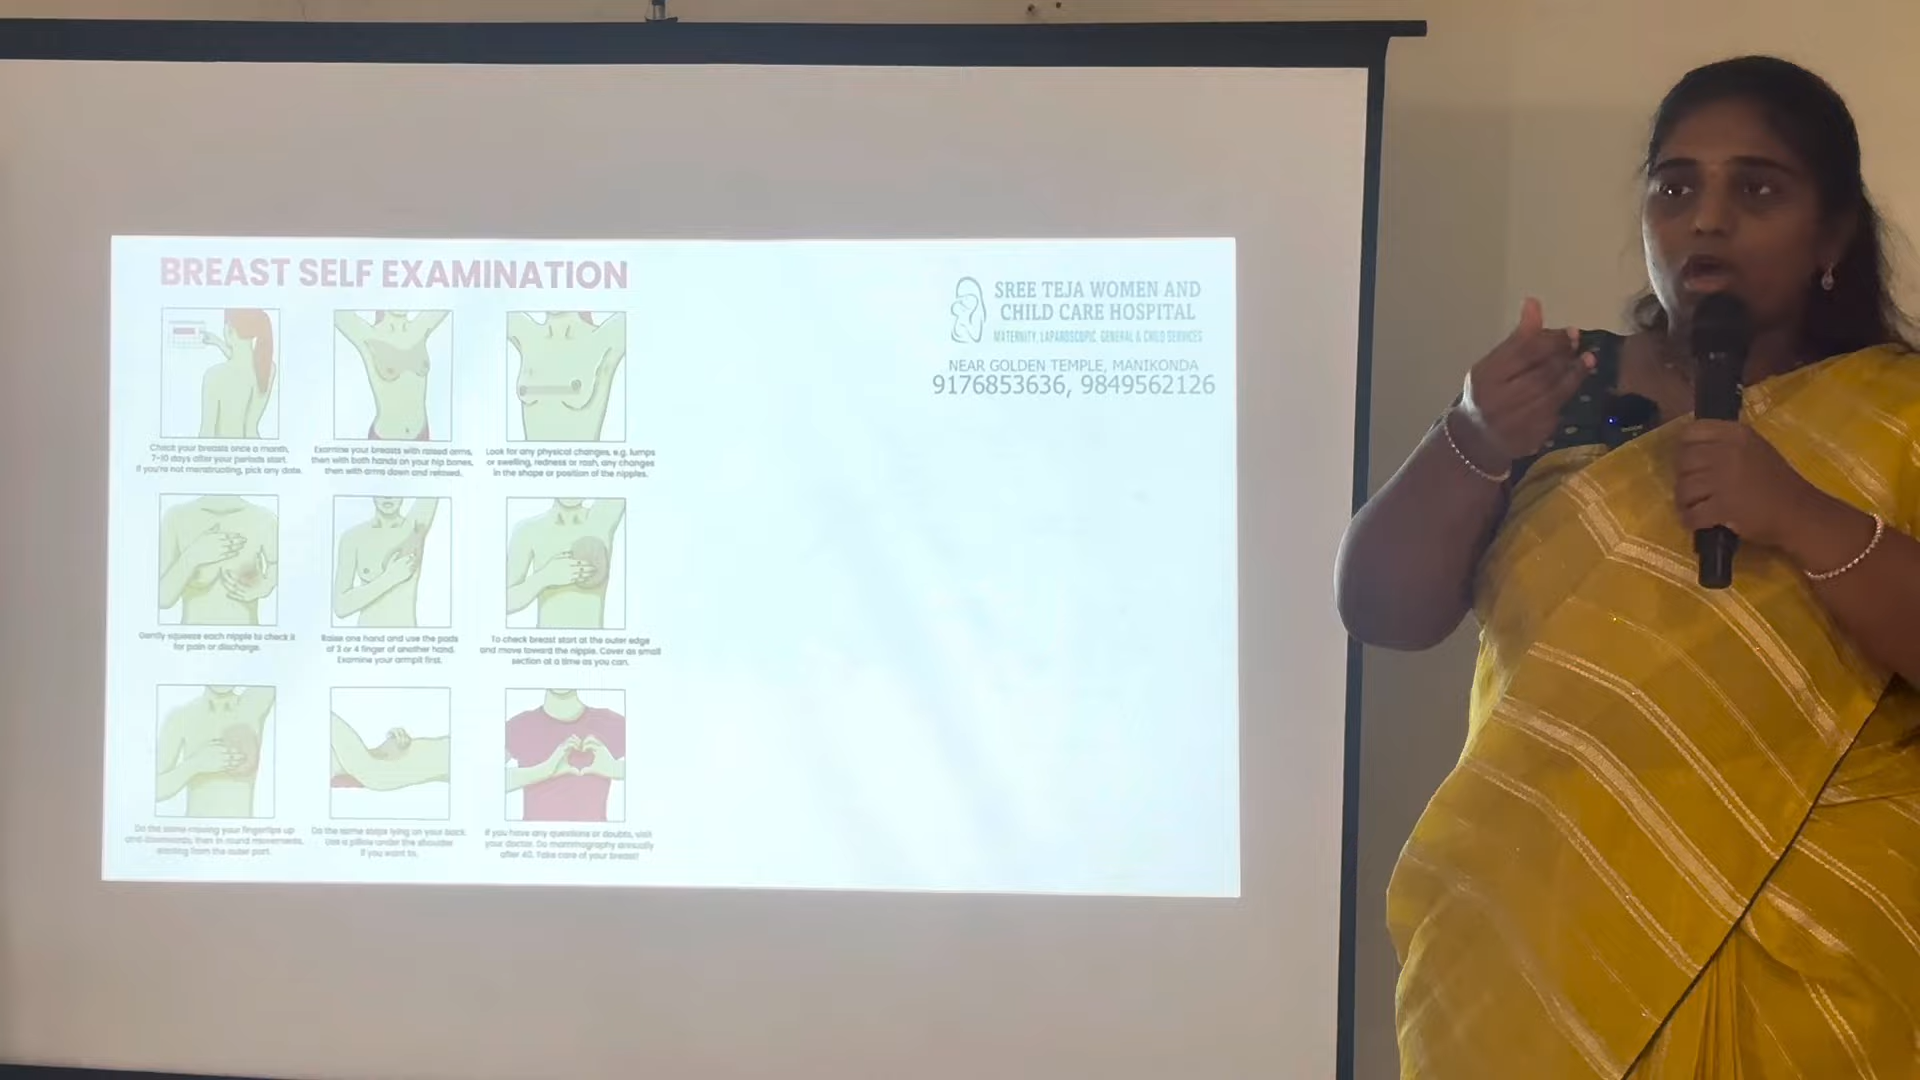 BREAST SELF EXAMINATION
SREE TEJA WOMEN AND
CHILD CARE HOSPITAL
MATERNITY, LAPAROSCOPIC, GENERAL & CHILD SERVICES
NEAR GOLDEN TEMPLE, MANIKONDA
9176853636, 9849562126
Check your breasts once a month,
7-10 days after your periods start.
If you're not menstruating, pick any date.
Examine your breasts with raised arms,
then with both hands on your hip bones,
then with arms down and relaxed.
Look for any physical changes, e.g. lumps
or swelling, redness or rash, any changes
in the shape or position of the nipples.
Gently squeeze each nipple to check it
for pain or discharge.
Raise one hand and use the pads
of 3 or 4 finger of another hand.
Examine your armpit first.
To check breast start at the outer edge
and move toward the nipple. Cover as small
section at a time as you can.
Do the same moving your fingertips up
and downwards, then in round movements,
starting from the outer part.
Do the same steps lying on your back.
Use a pillow under the shoulder
if you want to.
If you have any questions or doubts, visit
your doctor. Do mammography annually
after 40. Take care of your breast!